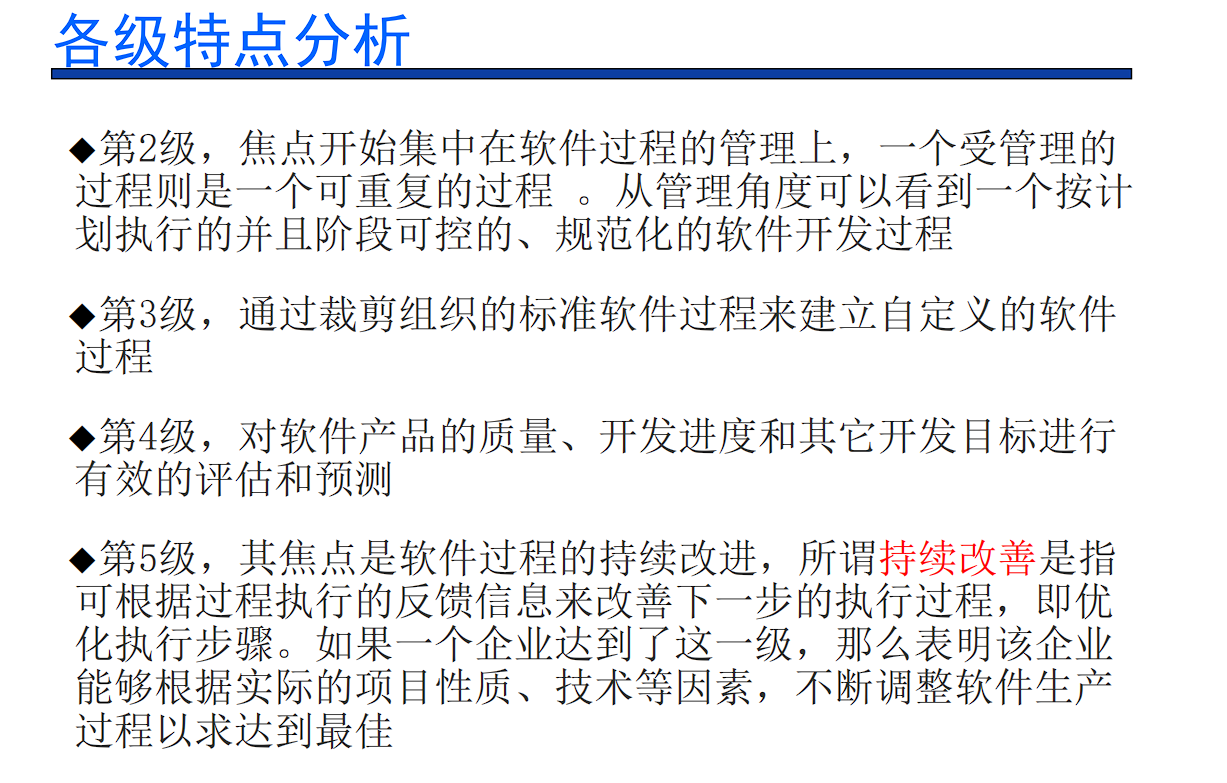 各级特点分析
◆第2级，焦点开始集中在软件过程的管理上，一个受管理的
过程则是一个可重复的过程 。从管理角度可以看到一个按计
划执行的并且阶段可控的、规范化的软件开发过程
◆第3级，通过裁剪组织的标准软件过程来建立自定义的软件
过程
◆第4级，对软件产品的质量、开发进度和其它开发目标进行
有效的评估和预测
◆第5级，其焦点是软件过程的持续改进，所谓持续改善是指
可根据过程执行的反馈信息来改善下一步的执行过程，即优
化执行步骤。如果一个企业达到了这一级，那么表明该企业
能够根据实际的项目性质、技术等因素，不断调整软件生产
过程以求达到最佳